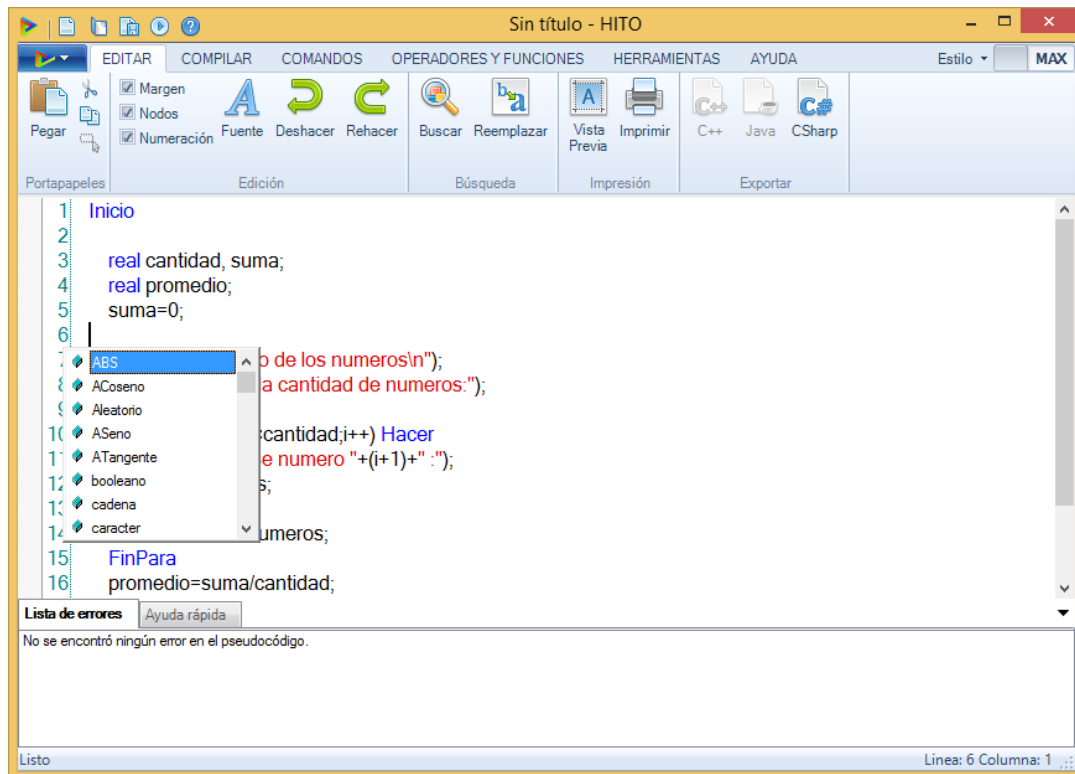 Sin título - HITO
EDITAR COMPILAR COMANDOS OPERADORES Y FUNCIONES HERRAMIENTAS AYUDA Estilo MAX
Pegar
Margen
Nodos
Numeración
Fuente Deshacer Rehacer Buscar Reemplazar Vista Previa Imprimir C++ Java CSharp
Portapapeles Edición Búsqueda Impresión Exportar
1 Inicio
2
3 real cantidad, suma;
4 real promedio;
5 suma=0;
6
ABS o de los numeros\n");
ACoseno a cantidad de numeros:");
Aleatorio
10 ASeno cantidad;i++) Hacer
ATangente e numero "+(i+1)+" :");
booleano s;
cadena
caracter umeros;
15 FinPara
16 promedio=suma/cantidad;
Lista de errores Ayuda rápida
No se encontró ningún error en el pseudocódigo.
Listo Linea: 6 Columna: 1